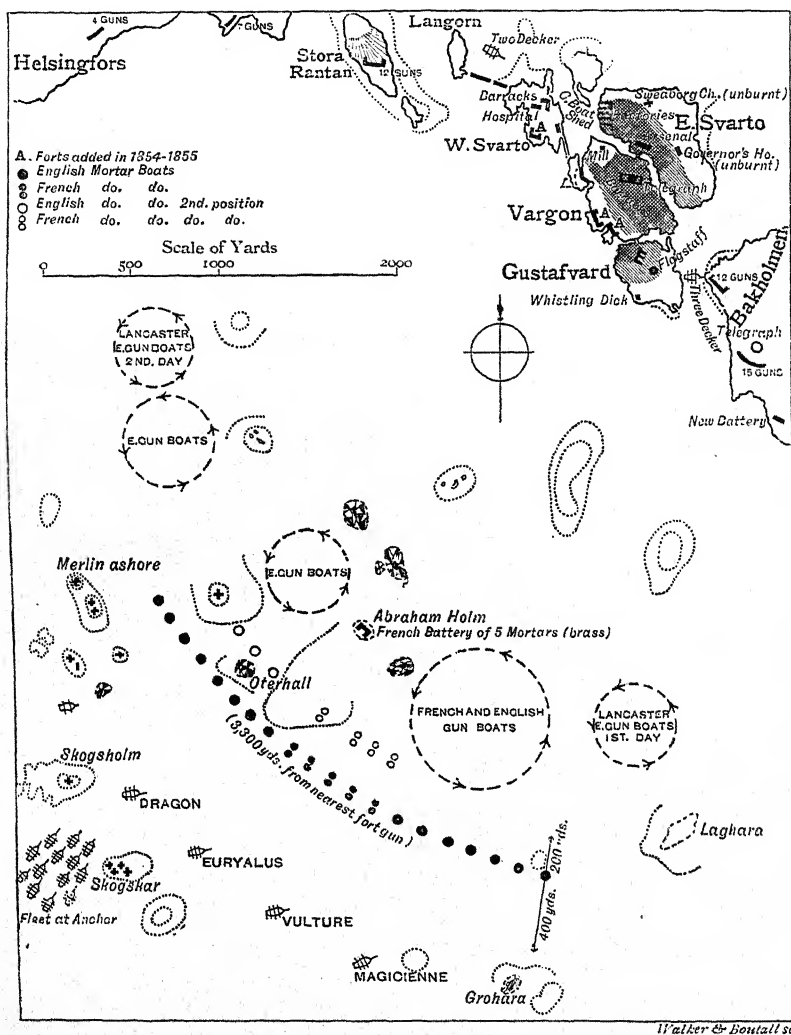 4 GUNS
7 GUNS
Helsingfors
Stora
Rantan
12 GUNS
Langorn
Two Decker
Barracks
Hospital
G. Boat
Shed
Sweaborg Ch. (unburnt)
Factories
E. Svarto
Arsenal
W. Svarto
A
Governor's Ho.
(unburnt)
Mill
Telegraph
Vargon
A
A
Gustafvard
E
Flagstaff
Whistling Dick
Three Decker
12 GUNS
Bakholmen
Telegraph
15 GUNS
New Battery
A. Forts added in 1854-1855
English Mortar Boats
French do. do.
English do. do. 2nd. position
French do. do. do. do.
Scale of Yards
0 500 1000 2000
LANCASTER
E.GUN BOATS
2ND. DAY
E.GUN BOATS
E.GUN BOATS
Merlin ashore
Abraham Holm
French Battery of 5 Mortars (brass)
Oterhall
FRENCH AND ENGLISH
GUN BOATS
LANCASTER
E.GUN BOATS
1ST. DAY
(3,300 yds. from nearest fort gun)
Skogsholm
DRAGON
Laghara
EURYALUS
Skogskar
Fleet at Anchor
VULTURE
200 yds.
400 yds.
MAGICIENNE
Grohara
Walker & Boutall sc